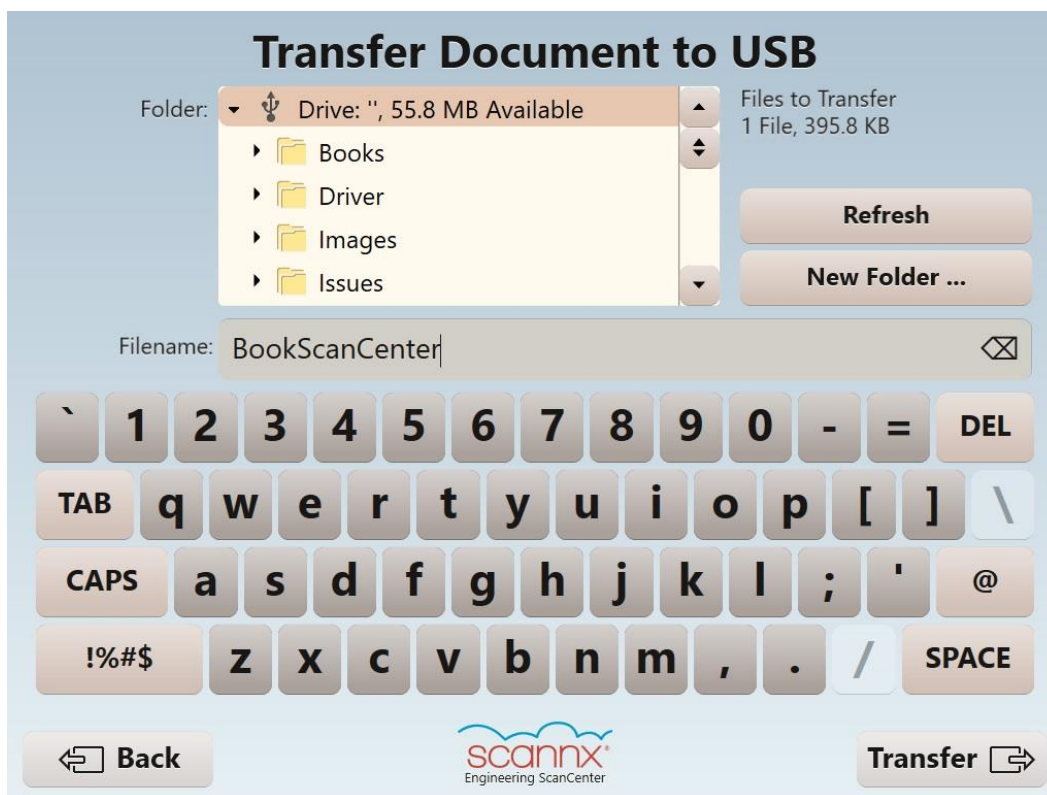 Transfer Document to USB
Folder: Drive: '', 55.8 MB Available
Books
Driver
Images
Issues
Files to Transfer
1 File, 395.8 KB
Refresh
New Folder ...
Filename: BookScanCenter
` 1 2 3 4 5 6 7 8 9 0 - = DEL
TAB q w e r t y u i o p [ ] \
CAPS a s d f g h j k l ; ' @
!%#$ z x c v b n m , . / SPACE
Back
scannx
Engineering ScanCenter
Transfer